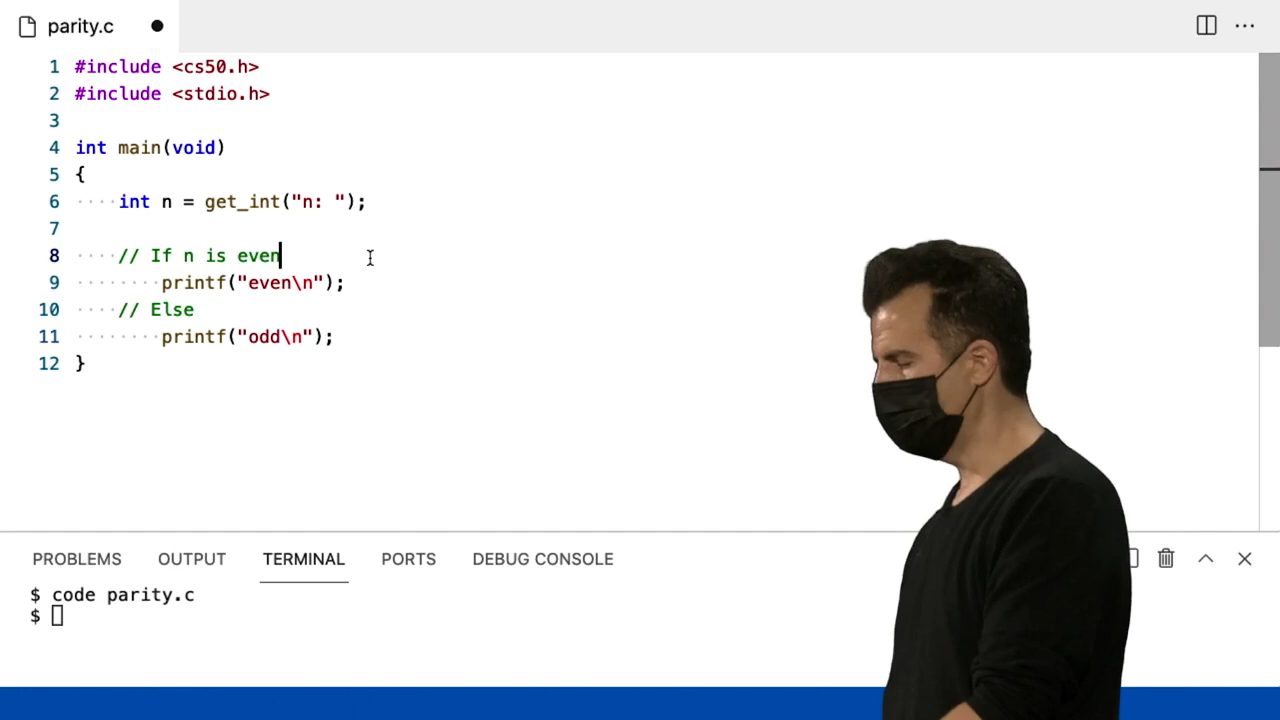 parity.c
1 #include <cs50.h>
2 #include <stdio.h>
3
4 int main(void)
5 {
6 int n = get_int("n: ");
7
8 // If n is even
9 printf("even\n");
10 // Else
11 printf("odd\n");
12 }
PROBLEMS OUTPUT TERMINAL PORTS DEBUG CONSOLE
$ code parity.c
$